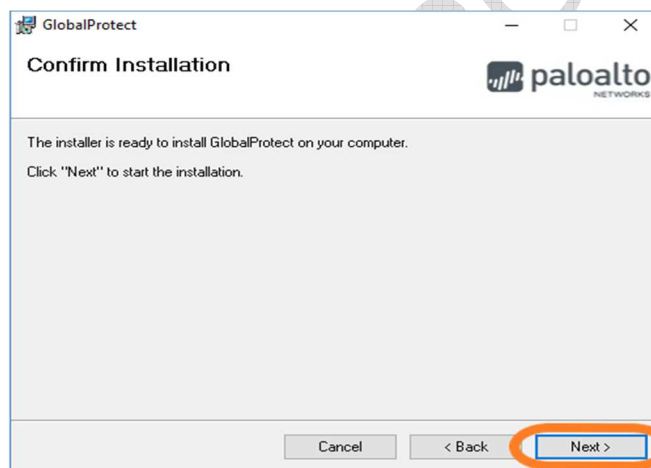 GlobalProtect
Confirm Installation
paloalto
NETWORKS
The installer is ready to install GlobalProtect on your computer.
Click "Next" to start the installation.
Cancel
< Back
Next >